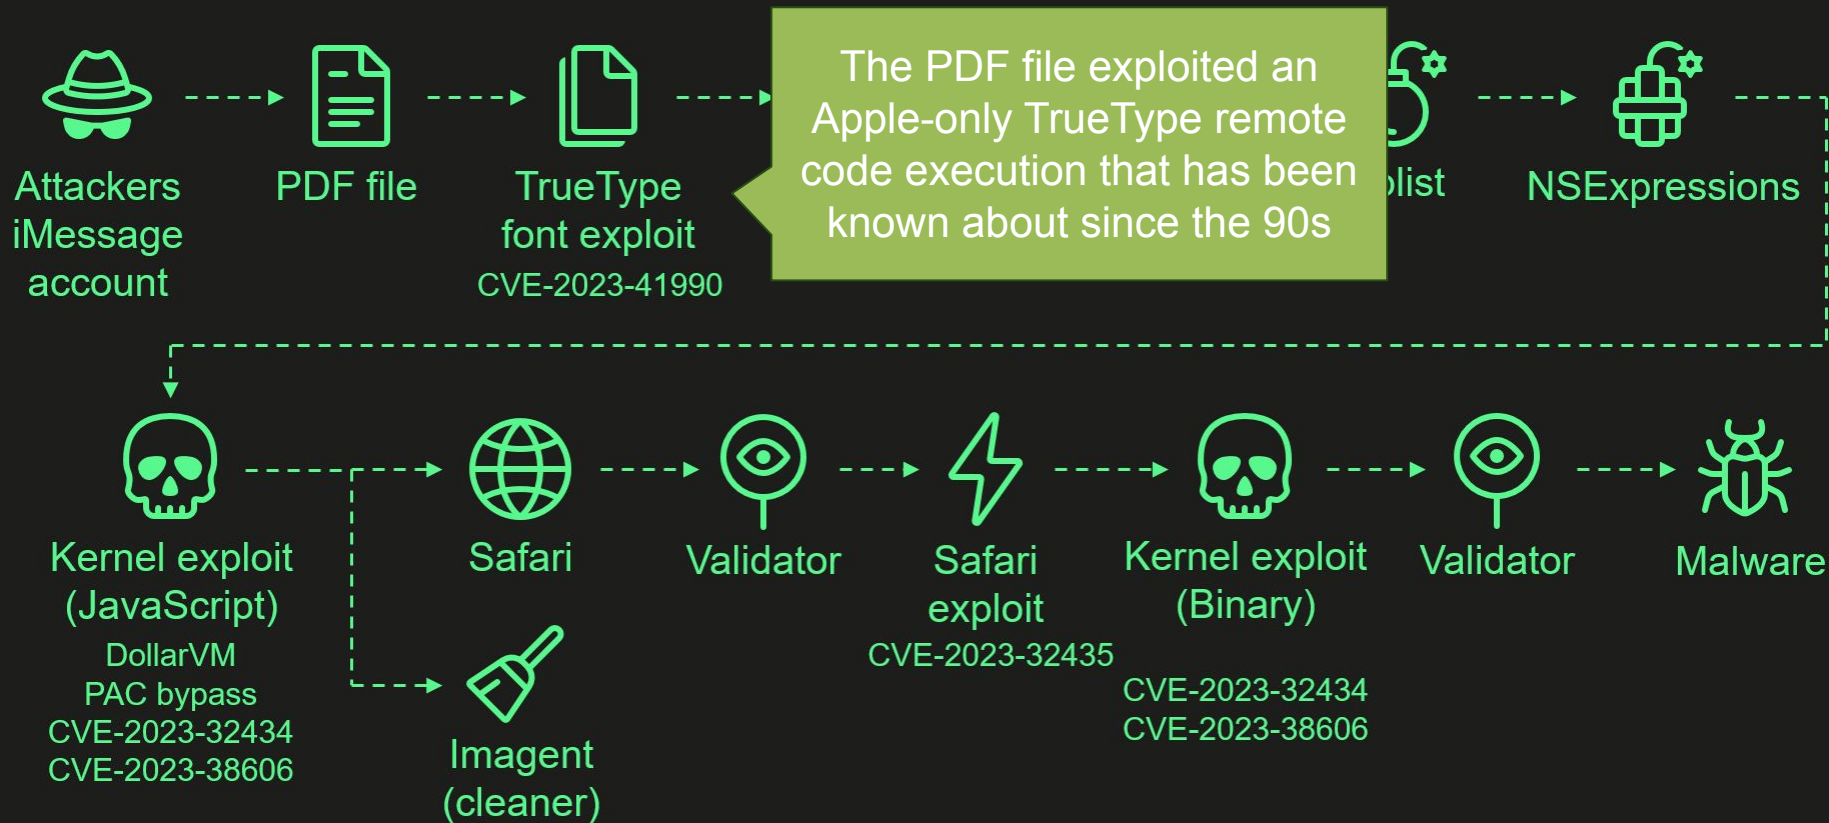 The PDF file exploited an
Apple-only TrueType remote
code execution that has been
known about since the 90s
Attackers
iMessage
account
PDF file
TrueType
font exploit
CVE-2023-41990
NSExpressions
Kernel exploit
(JavaScript)
DollarVM
PAC bypass
CVE-2023-32434
CVE-2023-38606
Safari
Imagent
(cleaner)
Validator
Safari
exploit
CVE-2023-32435
Kernel exploit
(Binary)
CVE-2023-32434
CVE-2023-38606
Validator
Malware